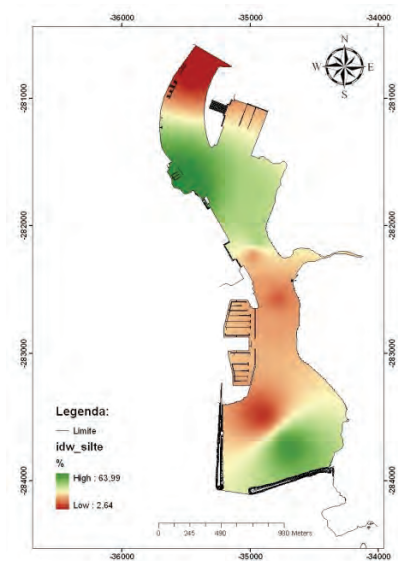 -36000 -35000 -34000
N
W E
S
-281000 -281000
-282000 -282000
-283000 -283000
-284000 -284000
Legenda:
Limite
idw_silte
%
High : 63,99
Low : 2,64
0 245 490 980 Meters
-36000 -35000 -34000